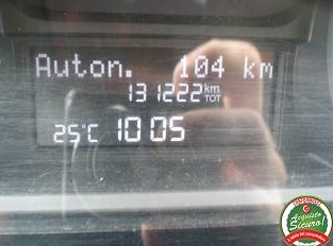 Auton. 104 km
131222 km TOT
25°C 10 05
Acquisto
Sicuro!